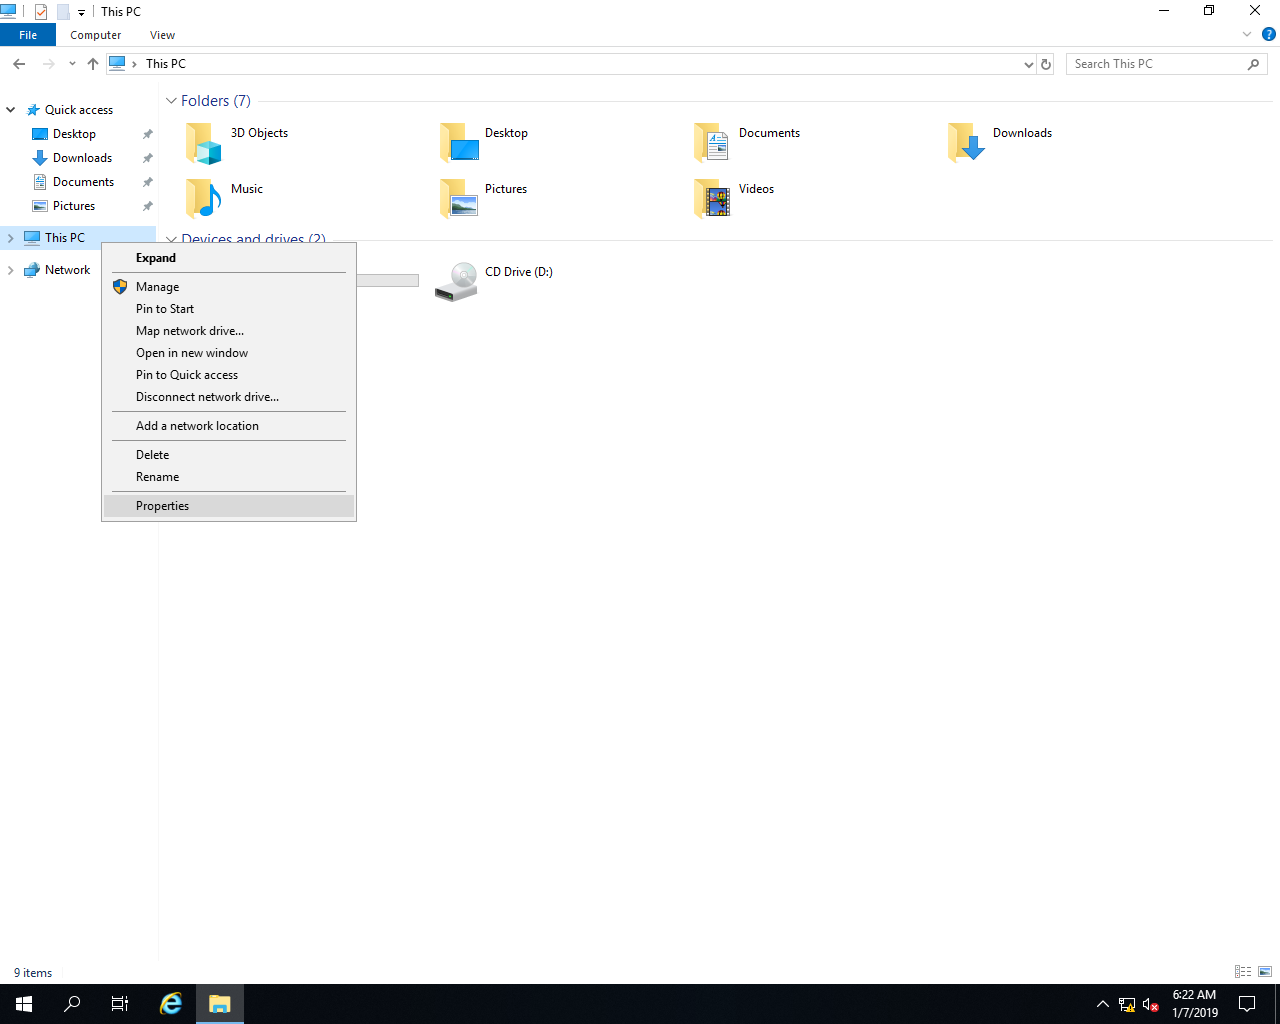 This PC
File Computer View
This PC Search This PC
Quick access
Desktop
Downloads
Documents
Pictures
This PC
Network
Folders (7)
3D Objects Desktop Documents Downloads
Music Pictures Videos
Devices and drives (2)
CD Drive (D:)
Expand
Manage
Pin to Start
Map network drive...
Open in new window
Pin to Quick access
Disconnect network drive...
Add a network location
Delete
Rename
Properties
9 items
6:22 AM
1/7/2019